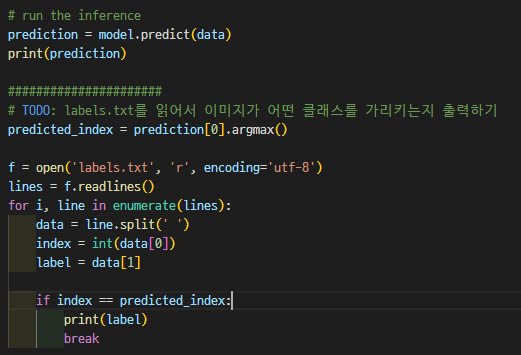 # run the inference
prediction = model.predict(data)
print(prediction)
######################
# TODO: labels.txt를 읽어서 이미지가 어떤 클래스를 가리키는지 출력하기
predicted_index = prediction[0].argmax()
f = open('labels.txt', 'r', encoding='utf-8')
lines = f.readlines()
for i, line in enumerate(lines):
    data = line.split(' ')
    index = int(data[0])
    label = data[1]
    if index == predicted_index:
        print(label)
        break